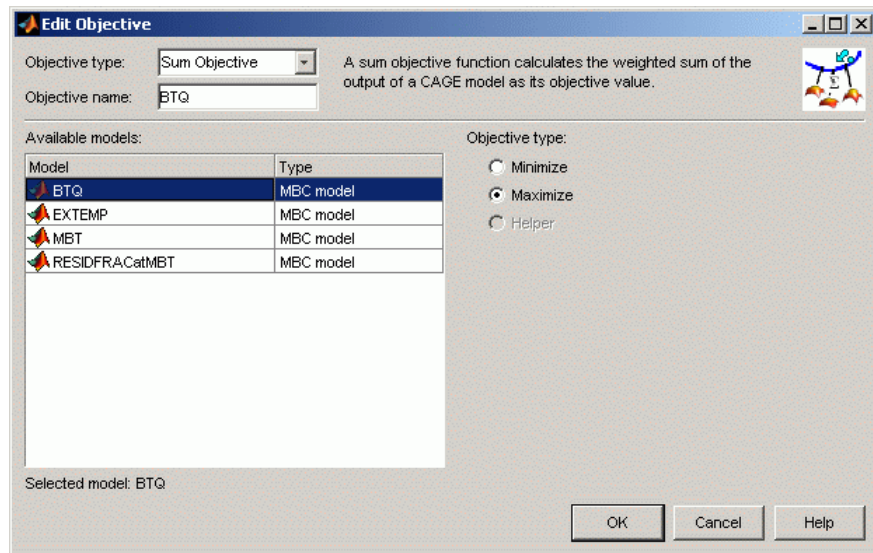 Edit Objective
Objective type: Sum Objective
A sum objective function calculates the weighted sum of the
output of a CAGE model as its objective value.
Objective name: BTQ
Available models:
Model Type
BTQ MBC model
EXTEMP MBC model
MBT MBC model
RESIDFRACatMBT MBC model
Selected model: BTQ
Objective type:
Minimize
Maximize
Helper
OK Cancel Help